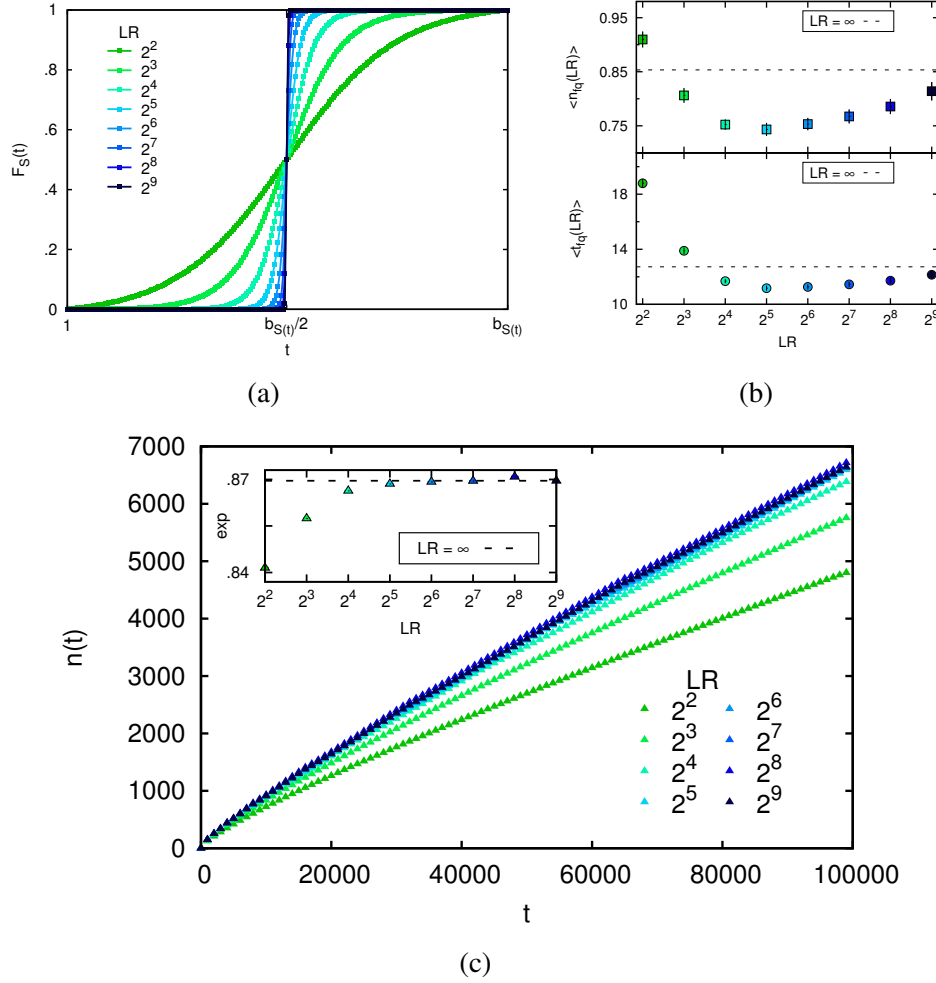 1
.8
.6
.4
.2
0
F_S(t)
LR
2^2
2^3
2^4
2^5
2^6
2^7
2^8
2^9
1
b_S(t)/2
b_S(t)
t
(a)
0.95
0.85
0.75
<n_fq(LR)>
LR = ∞
18
14
10
<t_fq(LR)>
LR = ∞
2^2 2^3 2^4 2^5 2^6 2^7 2^8 2^9
LR
(b)
7000
6000
5000
4000
3000
2000
1000
0
n(t)
.87
.84
exp
LR = ∞
2^2 2^3 2^4 2^5 2^6 2^7 2^8 2^9
LR
LR
2^2 2^6
2^3 2^7
2^4 2^8
2^5 2^9
0 20000 40000 60000 80000 100000
t
(c)